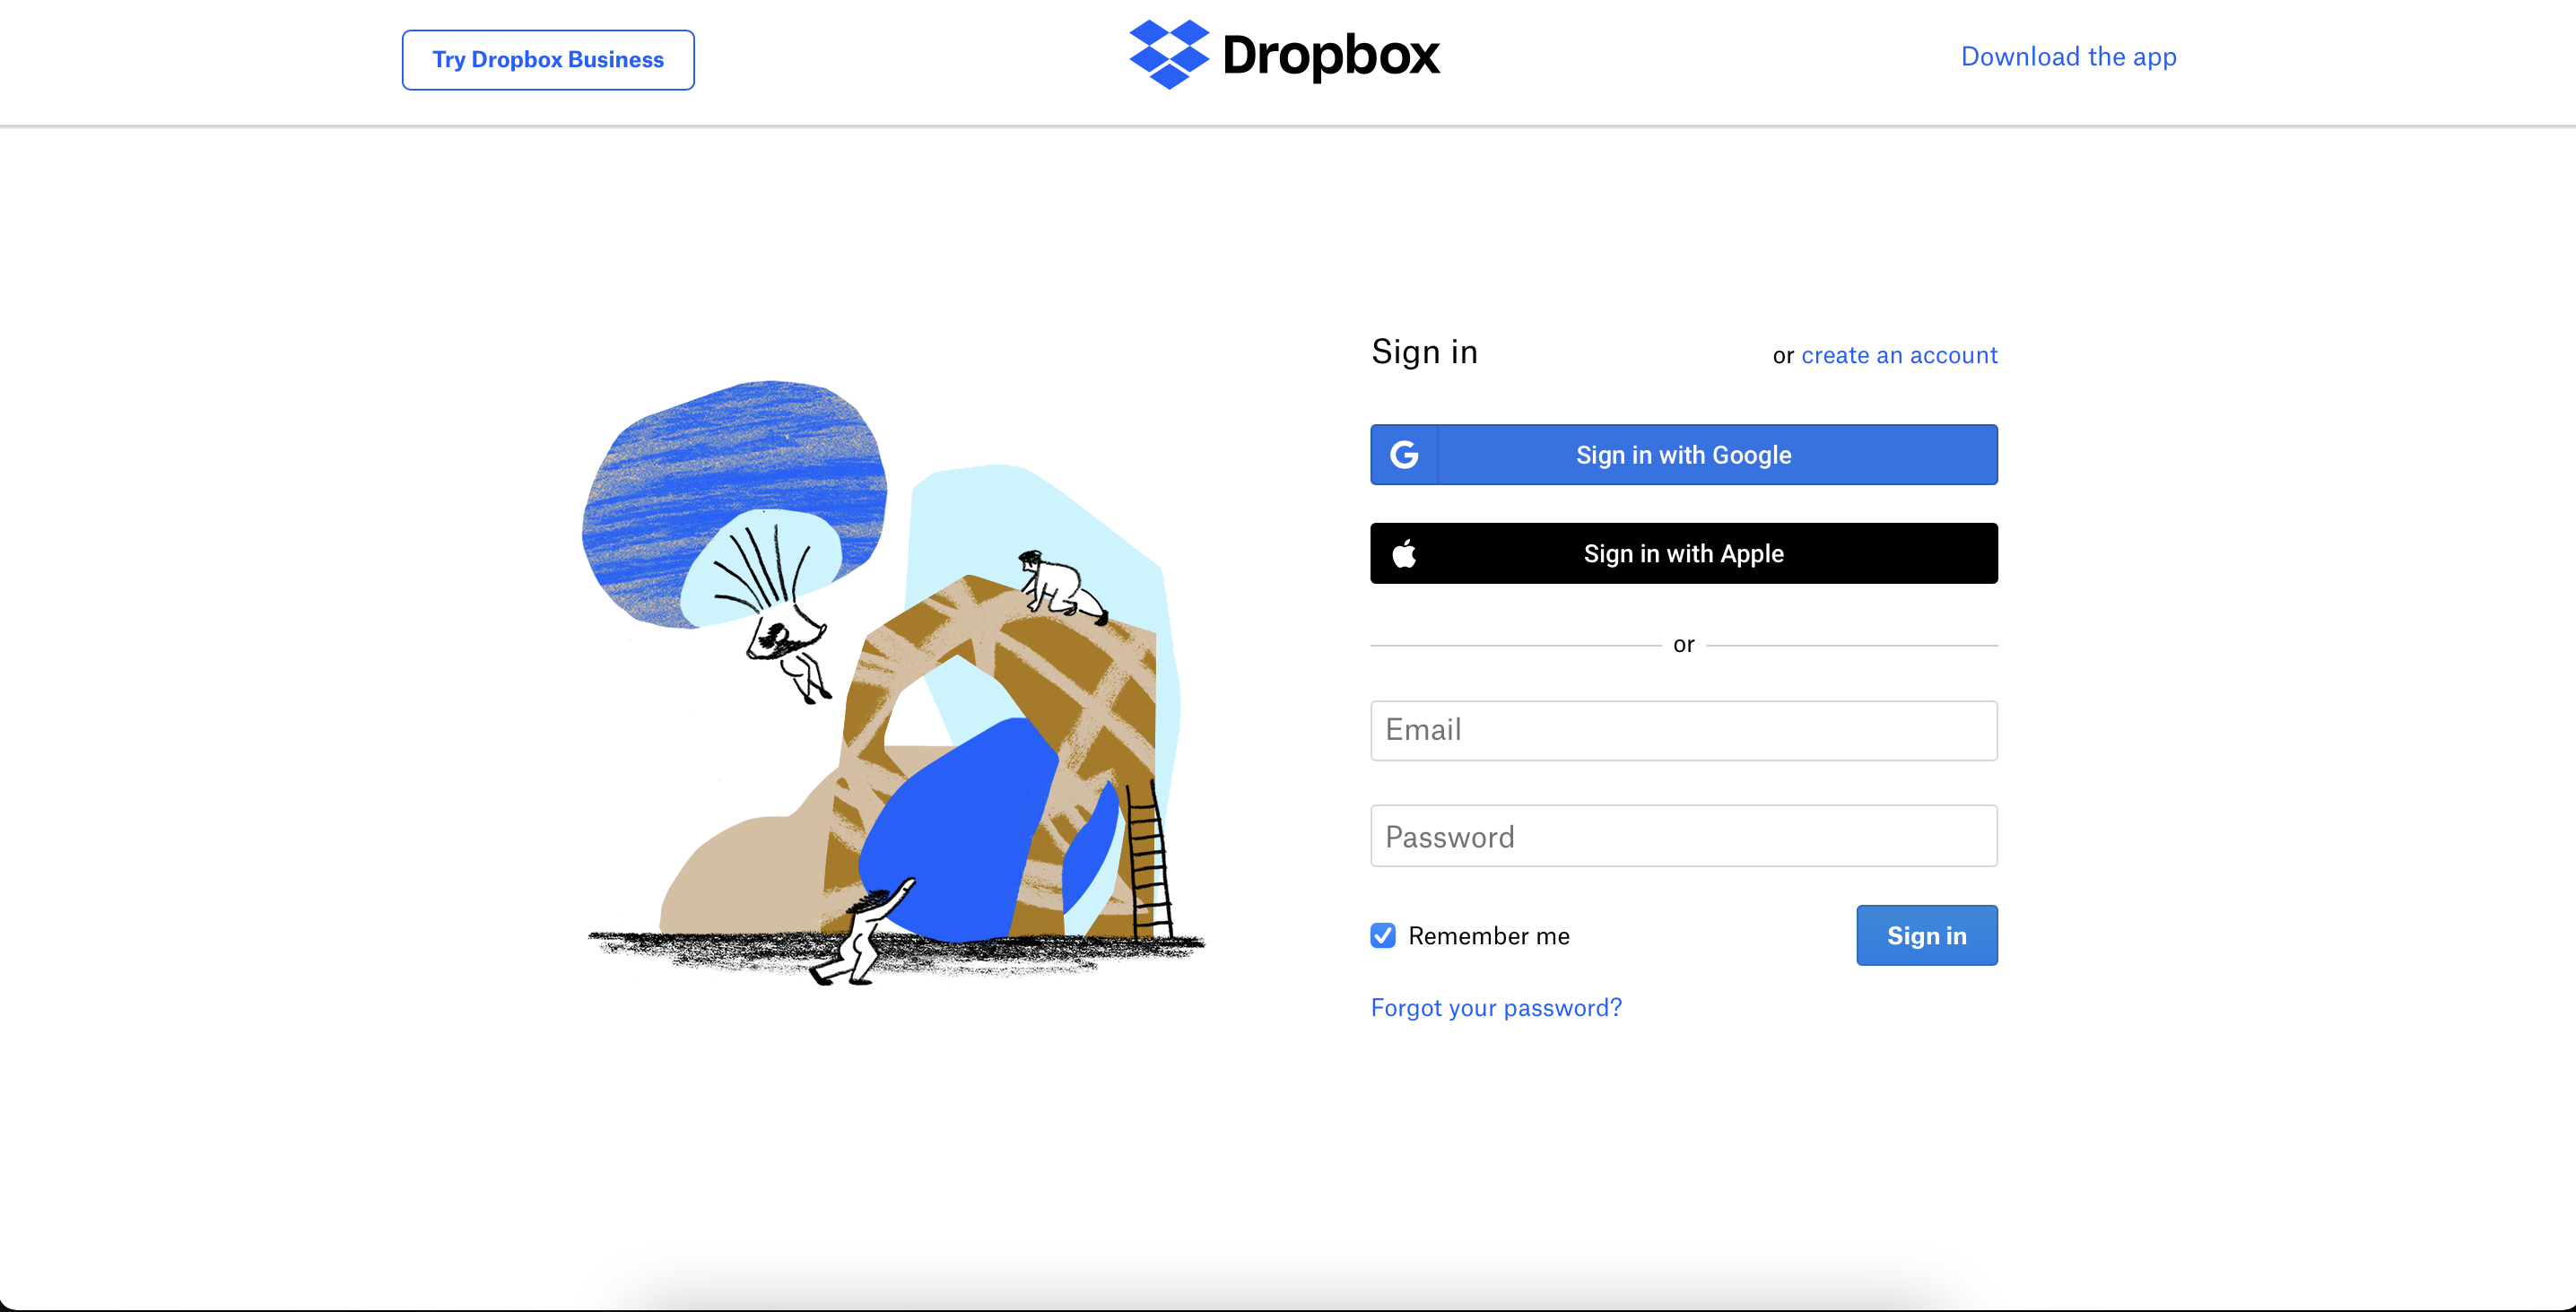 Try Dropbox Business
Dropbox
Download the app
Sign in
or create an account
Sign in with Google
Sign in with Apple
or
Email
Password
Remember me
Sign in
Forgot your password?